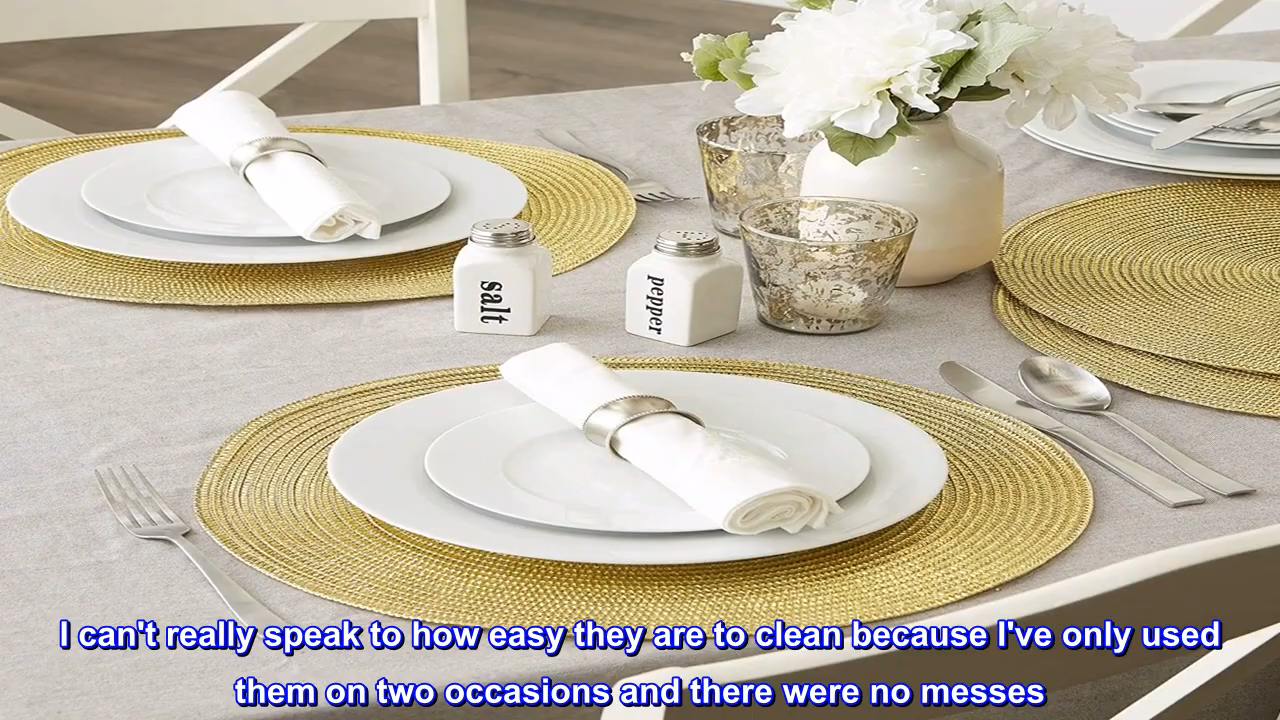 salt
pepper
I can't really speak to how easy they are to clean because I've only used
them on two occasions and there were no messes